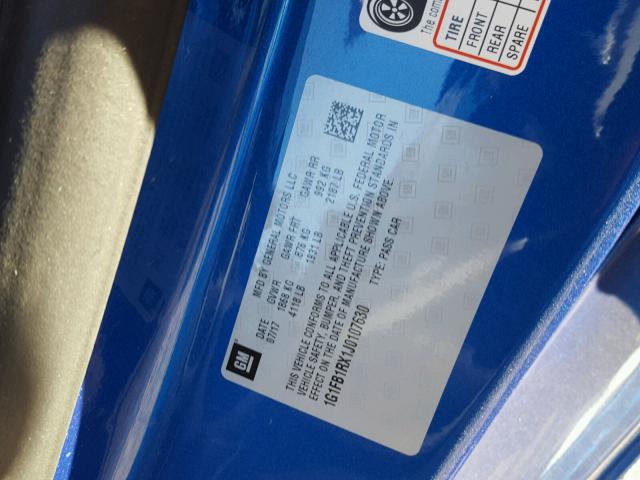 The com
TIRE
FRONT
REAR
SPARE
GM
MFD BY GENERAL MOTORS LLC
DATE GVWR GAWR FRT GAWR RR
07/17 1868 KG 876 KG 992 KG
4118 LB 1931 LB 2187 LB
THIS VEHICLE CONFORMS TO ALL APPLICABLE U.S. FEDERAL MOTOR
VEHICLE SAFETY, BUMPER, AND THEFT PREVENTION STANDARDS IN
EFFECT ON THE DATE OF MANUFACTURE SHOWN ABOVE
1G1FB1RX1J0107630 TYPE: PASS CAR